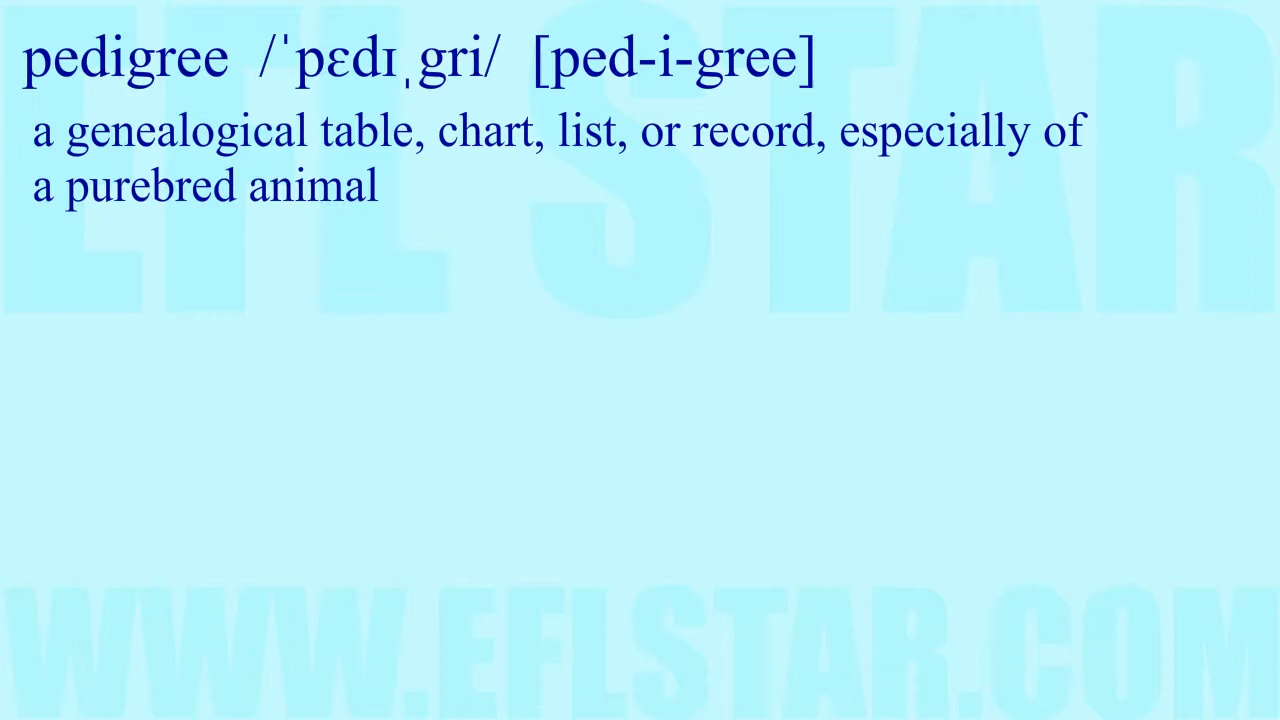 pedigree /ˈpɛdɪˌgri/ [ped-i-gree]
a genealogical table, chart, list, or record, especially of
a purebred animal
EFL STAR
WWW.EFLSTAR.COM